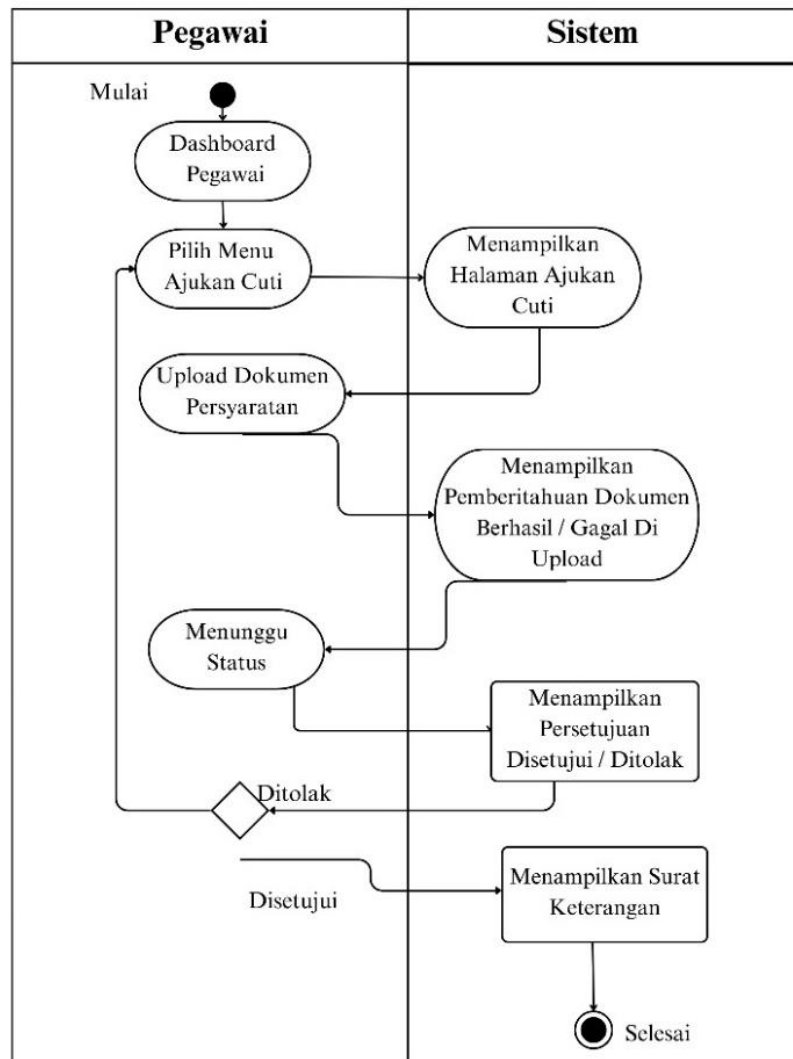 Pegawai
Sistem
Mulai
Dashboard
Pegawai
Pilih Menu
Ajukan Cuti
Menampilkan
Halaman Ajukan
Cuti
Upload Dokumen
Persyaratan
Menampilkan
Pemberitahuan Dokumen
Berhasil / Gagal Di
Upload
Menunggu
Status
Menampilkan
Persetujuan
Disetujui / Ditolak
Ditolak
Disetujui
Menampilkan Surat
Keterangan
Selesai